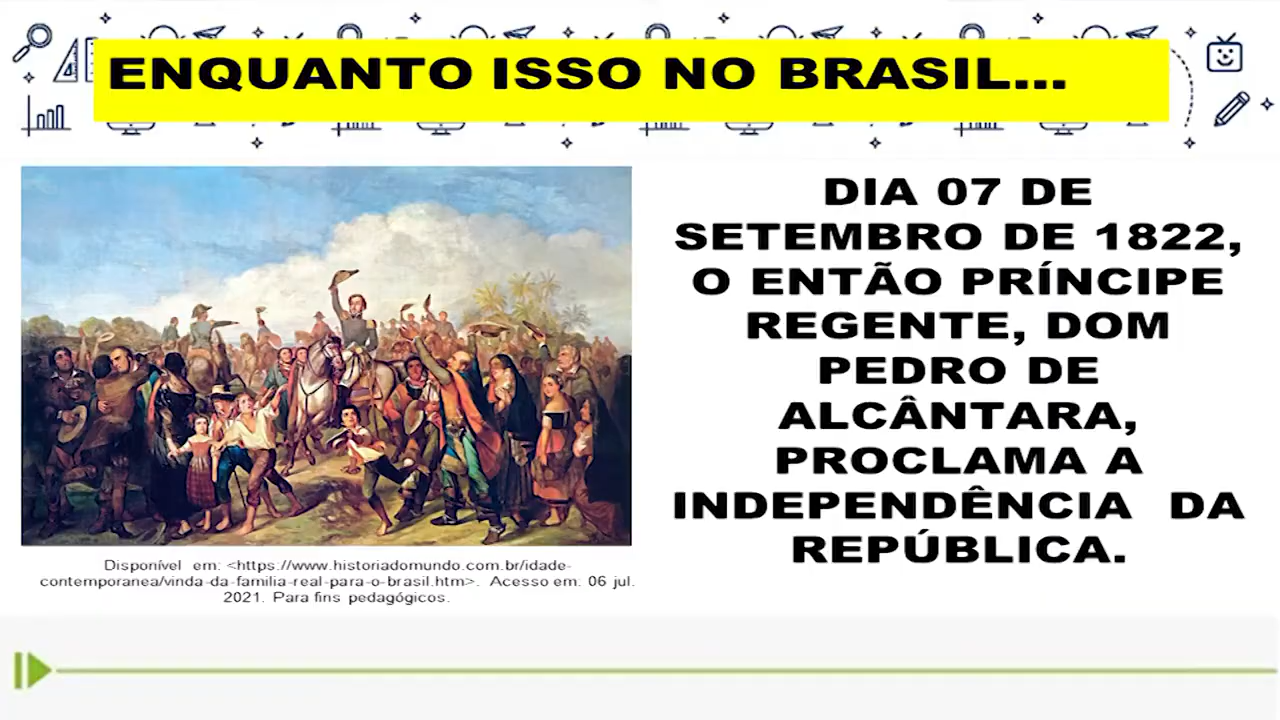 ENQUANTO ISSO NO BRASIL...
DIA 07 DE
SETEMBRO DE 1822,
O ENTÃO PRÍNCIPE
REGENTE, DOM
PEDRO DE
ALCÂNTARA,
PROCLAMA A
INDEPENDÊNCIA DA
REPÚBLICA.
Disponível em: <https://www.historiadomundo.com.br/idade-
contemporanea/vinda-da-familia-real-para-o-brasil.htm>. Acesso em: 06 jul.
2021. Para fins pedagógicos.